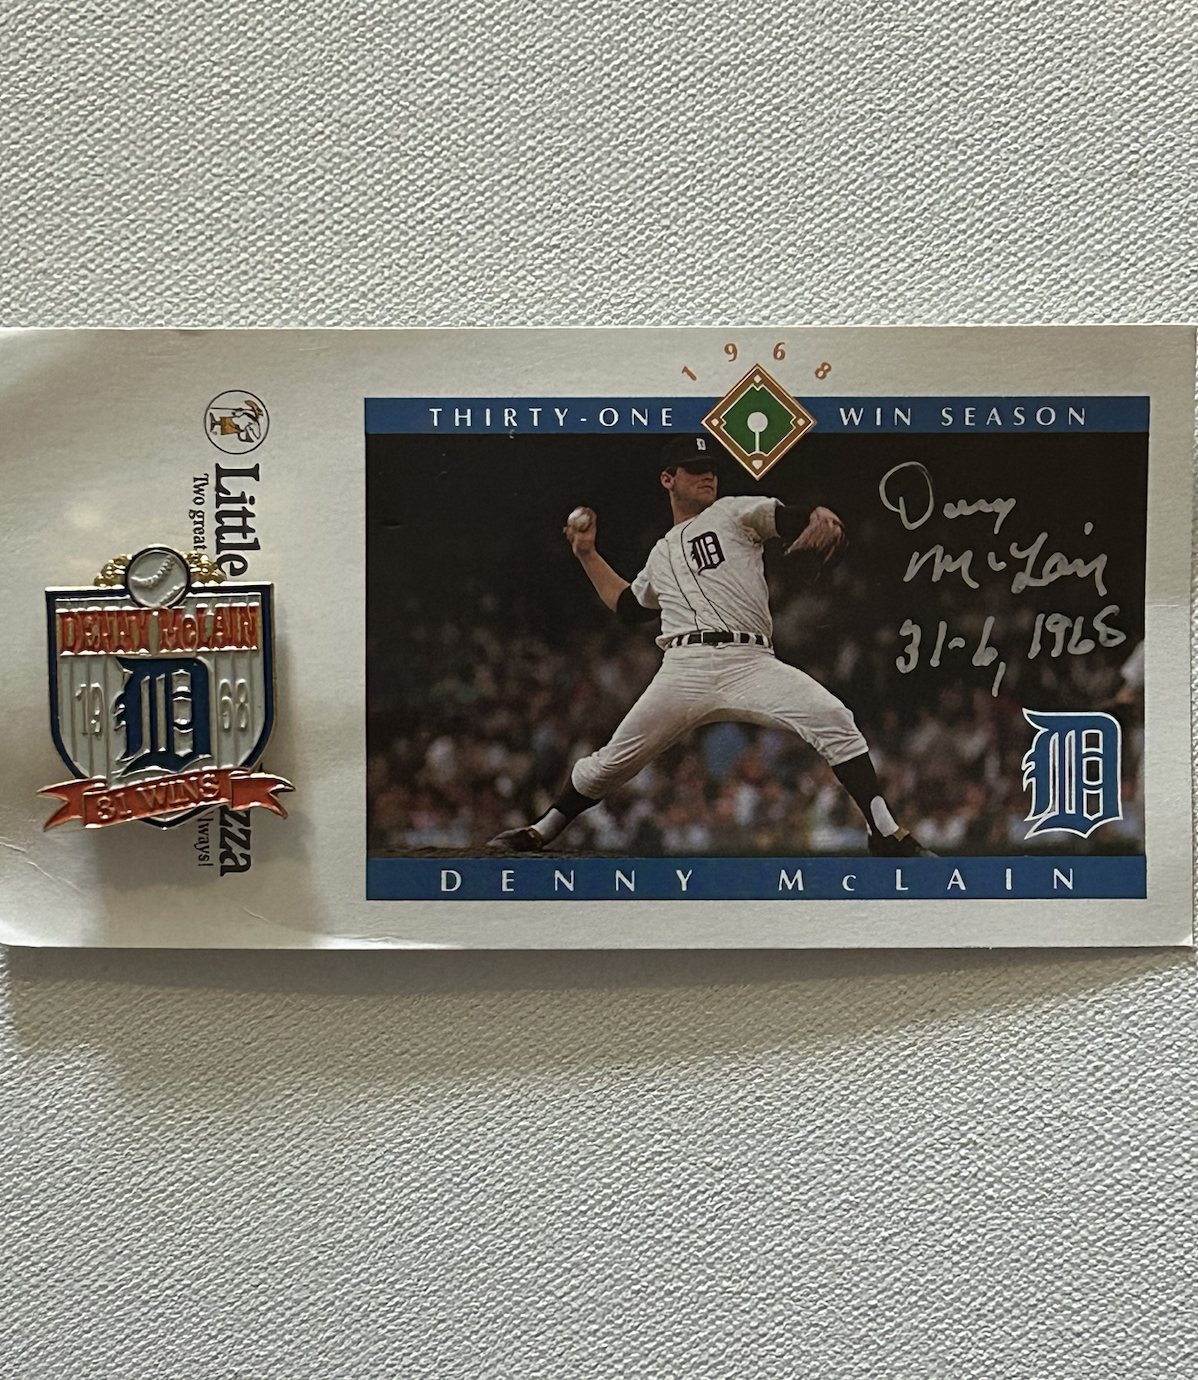 1968
THIRTY-ONE WIN SEASON
Denny
McLain
31-6, 1968
D
D
DENNY McLAIN
Little
Two great
zza
lways!
DENNY McLAIN
19 D 68
31 WINS